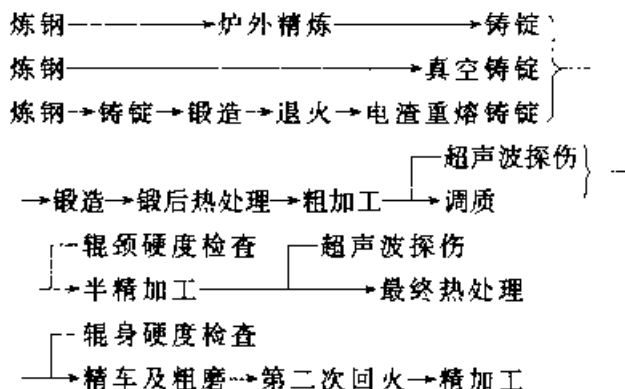 炼钢→炉外精炼→铸锭
炼钢→真空铸锭
炼钢→铸锭→锻造→退火→电渣重熔铸锭
超声波探伤
→锻造→锻后热处理→粗加工→调质
辊颈硬度检查 超声波探伤
→半精加工→最终热处理
辊身硬度检查
→精车及粗磨→第二次回火→精加工